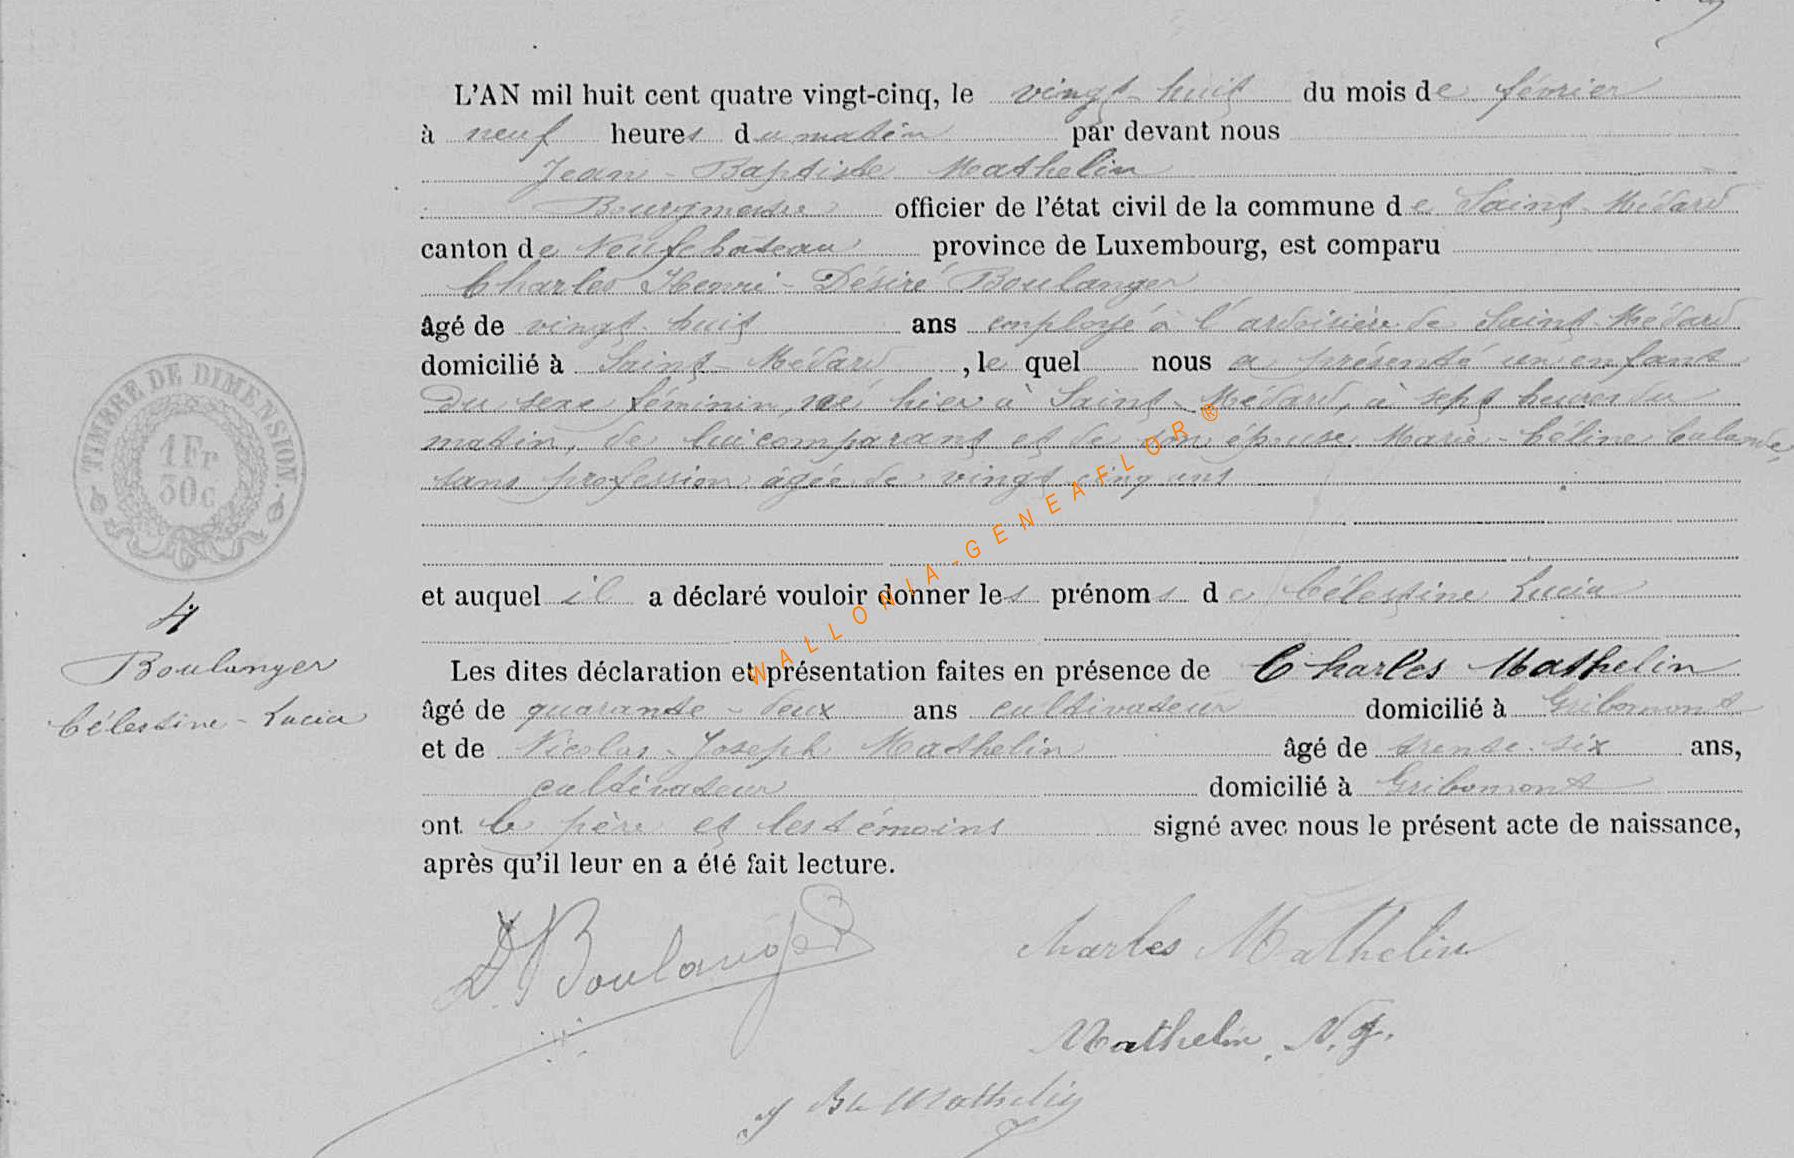 L'AN mil huit cent quatre vingt-cinq, le vingt-huit du mois de février
à neuf heures du matin par devant nous
Jean-Baptiste Mathelin
Bourgmestre officier de l'état civil de la commune de Saint-Médard
canton de Neufchâteau province de Luxembourg, est comparu
Charles Henri-Désiré Boulanger
âgé de vingt-huit ans employé à l'ardoisière de Saint-Médard
domicilié à Saint-Médard, le quel nous a présenté un enfant
du sexe féminin, né hier à Saint-Médard, à sept heures du
matin, de lui comparant et de son épouse Marie-Céline
sans profession âgée de vingt-cinq ans
et auquel il a déclaré vouloir donner les prénoms de Célestine Lucia
Les dites déclaration et présentation faites en présence de Charles Mathelin
âgé de quarante-deux ans cultivateur domicilié à Gribomont
et de Nicolas-Joseph Mathelin âgé de trente-six ans,
cultivateur domicilié à Gribomont
ont le père et les témoins signé avec nous le présent acte de naissance,
après qu'il leur en a été fait lecture.
TIMBRE DE DIMENSION.
1 Fr
30c
4
Boulanger
Célestine-Lucia
D. Boulanger
Charles Mathelin
Mathelin, N. J.
J Bte Mathelin
WALLONIA-GENEAFLOR®